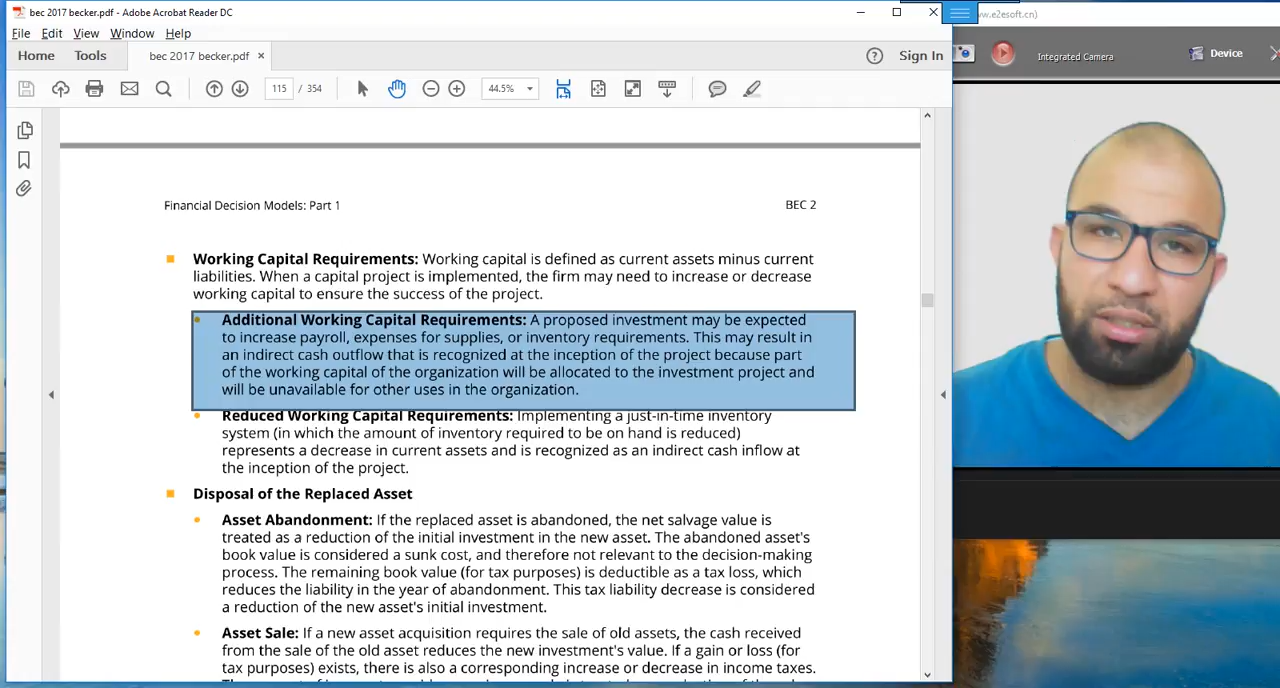 bec 2017 becker.pdf - Adobe Acrobat Reader DC
ww.e2esoft.cn)
File Edit View Window Help
Home Tools bec 2017 becker.pdf × Sign In
Integrated Camera Device
115 / 354 44.5%
Financial Decision Models: Part 1 BEC 2
Working Capital Requirements: Working capital is defined as current assets minus current
liabilities. When a capital project is implemented, the firm may need to increase or decrease
working capital to ensure the success of the project.
Additional Working Capital Requirements: A proposed investment may be expected
to increase payroll, expenses for supplies, or inventory requirements. This may result in
an indirect cash outflow that is recognized at the inception of the project because part
of the working capital of the organization will be allocated to the investment project and
will be unavailable for other uses in the organization.
Reduced Working Capital Requirements: Implementing a just-in-time inventory
system (in which the amount of inventory required to be on hand is reduced)
represents a decrease in current assets and is recognized as an indirect cash inflow at
the inception of the project.
Disposal of the Replaced Asset
Asset Abandonment: If the replaced asset is abandoned, the net salvage value is
treated as a reduction of the initial investment in the new asset. The abandoned asset's
book value is considered a sunk cost, and therefore not relevant to the decision-making
process. The remaining book value (for tax purposes) is deductible as a tax loss, which
reduces the liability in the year of abandonment. This tax liability decrease is considered
a reduction of the new asset's initial investment.
Asset Sale: If a new asset acquisition requires the sale of old assets, the cash received
from the sale of the old asset reduces the new investment's value. If a gain or loss (for
tax purposes) exists, there is also a corresponding increase or decrease in income taxes.